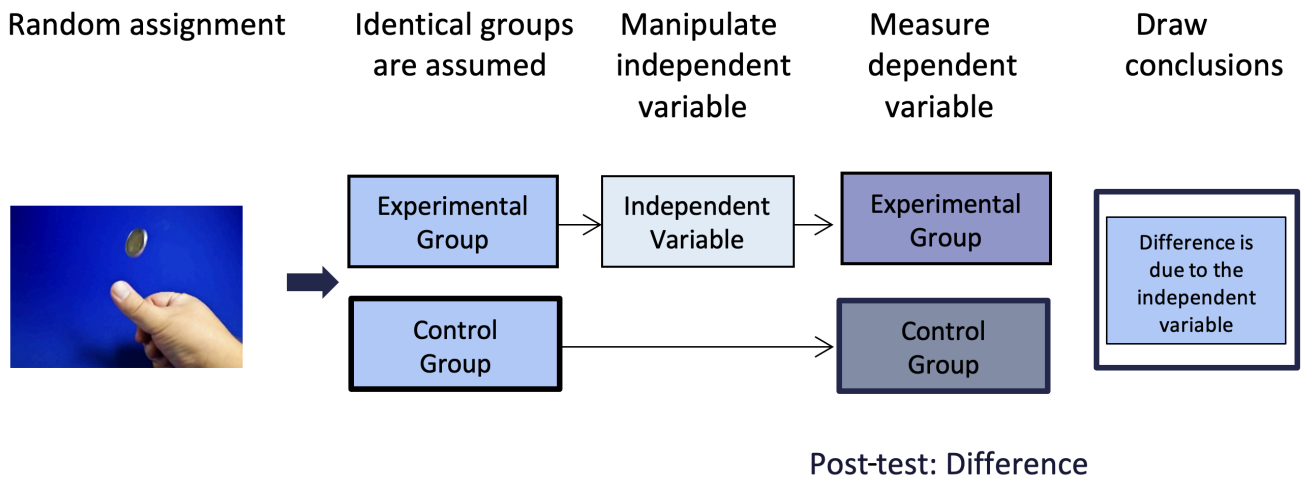 Random assignment
Identical groups
are assumed
Manipulate
independent
variable
Measure
dependent
variable
Draw
conclusions
Experimental
Group
Independent
Variable
Experimental
Group
Difference is
due to the
independent
variable
Control
Group
Control
Group
Post-test: Difference